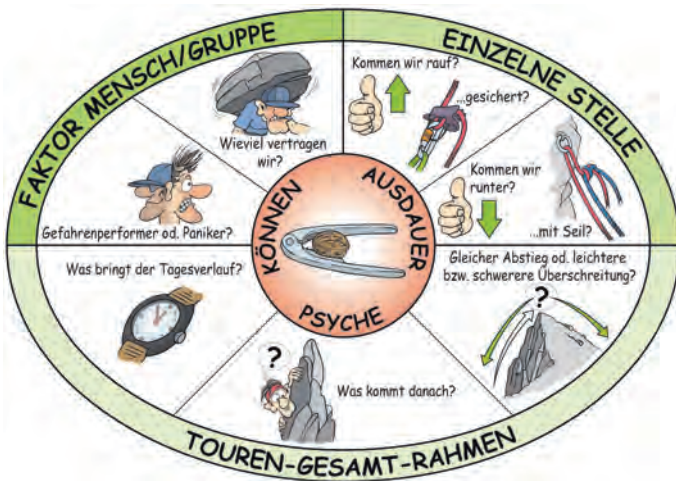 FAKTOR MENSCH/GRUPPE
EINZELNE STELLE
Wieviel vertragen
wir?
Gefahrenperformer od. Paniker?
Kommen wir rauf?
...gesichert?
Kommen wir
runter?
...mit Seil?
KÖNNEN
AUSDAUER
PSYCHE
Was bringt der Tagesverlauf?
?
Was kommt danach?
Gleicher Abstieg od. leichtere
bzw. schwerere Überschreitung?
?
TOUREN-GESAMT-RAHMEN